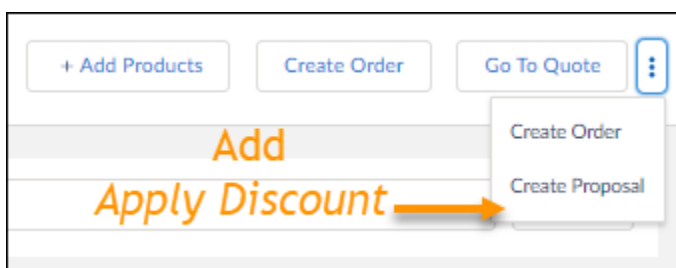 + Add Products
Create Order
Go To Quote
Create Order
Create Proposal
Add
Apply Discount